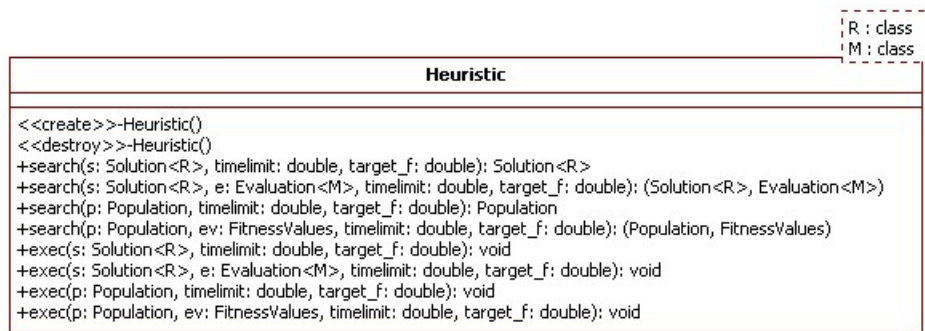 R : class
M : class
Heuristic
<<create>>-Heuristic()
<<destroy>>-Heuristic()
+search(s: Solution<R>, timelimit: double, target_f: double): Solution<R>
+search(s: Solution<R>, e: Evaluation<M>, timelimit: double, target_f: double): (Solution<R>, Evaluation<M>)
+search(p: Population, timelimit: double, target_f: double): Population
+search(p: Population, ev: FitnessValues, timelimit: double, target_f: double): (Population, FitnessValues)
+exec(s: Solution<R>, timelimit: double, target_f: double): void
+exec(s: Solution<R>, e: Evaluation<M>, timelimit: double, target_f: double): void
+exec(p: Population, timelimit: double, target_f: double): void
+exec(p: Population, ev: FitnessValues, timelimit: double, target_f: double): void